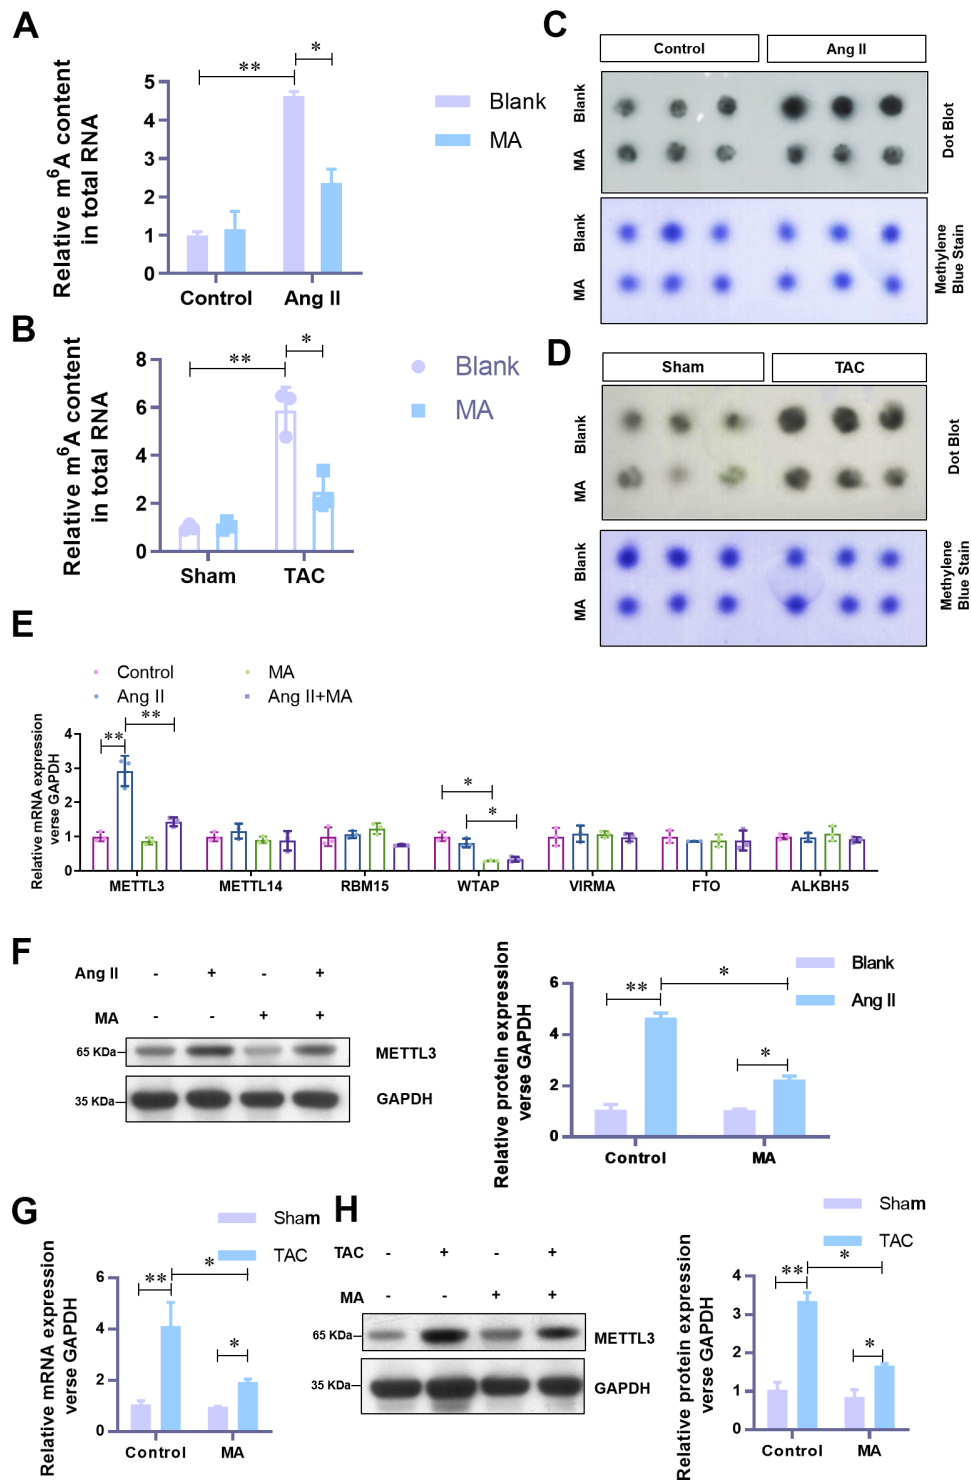 A
**
*
Relative m6A content
in total RNA
5
4
3
2
1
0
Control
Ang II
Blank
MA
B
**
*
Relative m6A content
in total RNA
8
6
4
2
0
Sham
TAC
Blank
MA
C
Control
Ang II
Blank
MA
Dot Blot
Blank
MA
Methylene
Blue Stain
D
Sham
TAC
Blank
MA
Dot Blot
Blank
MA
Methylene
Blue Stain
E
Control
MA
Ang II
Ang II+MA
Relative mRNA expression
verse GAPDH
4
3
2
1
0
**
**
*
*
METTL3
METTL14
RBM15
WTAP
VIRMA
FTO
ALKBH5
F
Ang II - + - +
MA - - + +
65 KDa
METTL3
35 KDa
GAPDH
Relative protein expression
verse GAPDH
6
4
2
0
**
*
*
Control
MA
Blank
Ang II
G
Sham
TAC
Relative mRNA expression
verse GAPDH
6
4
2
0
**
*
*
Control
MA
H
TAC - + - +
MA - - + +
65 KDa
METTL3
35 KDa
GAPDH
Sham
TAC
Relative protein expression
verse GAPDH
4
3
2
1
0
**
*
*
Control
MA